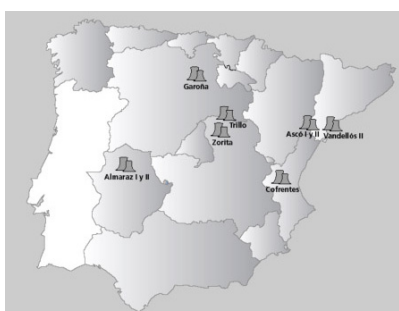 Garoña
Trillo
Zorita
Ascó I y II
Vandellós II
Almaraz I y II
Cofrentes